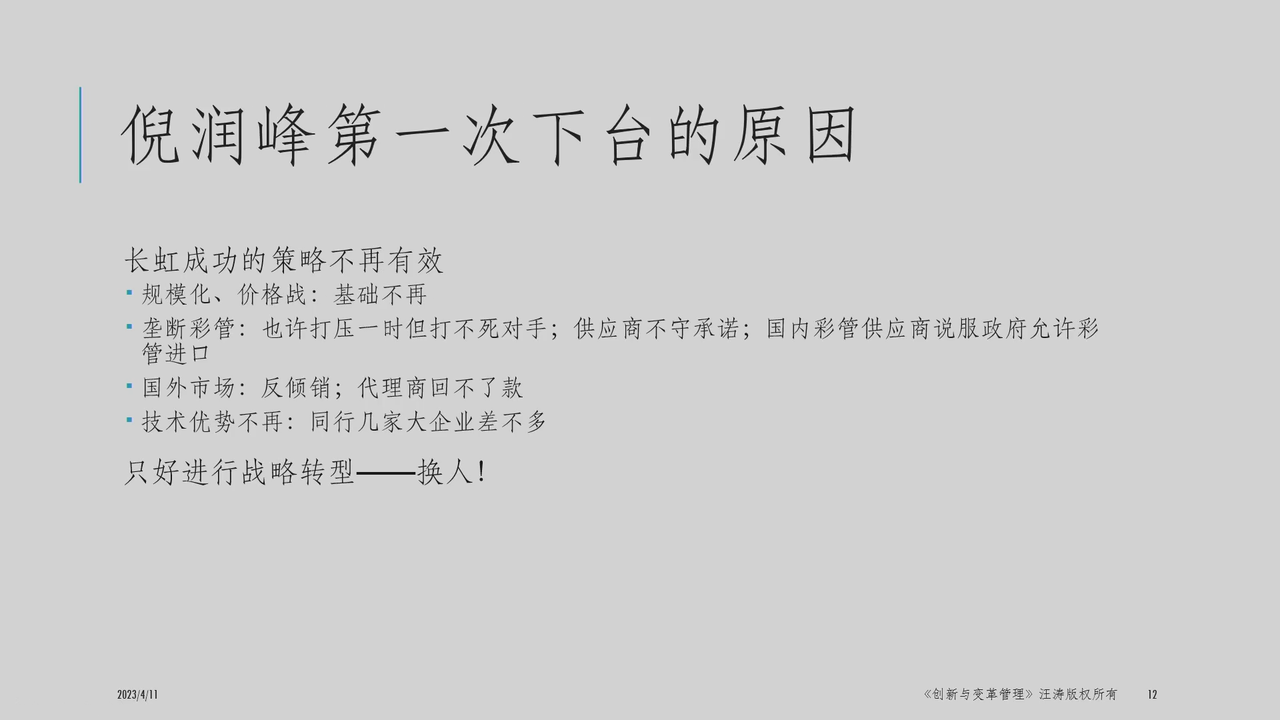 倪润峰第一次下台的原因
长虹成功的策略不再有效
▪ 规模化、价格战：基础不再
▪ 垄断彩管：也许打压一时但打不死对手；供应商不守承诺；国内彩管供应商说服政府允许彩
管进口
▪ 国外市场：反倾销；代理商回不了款
▪ 技术优势不再：同行几家大企业差不多
只好进行战略转型——换人！
2023/4/11
《创新与变革管理》汪涛版权所有
12